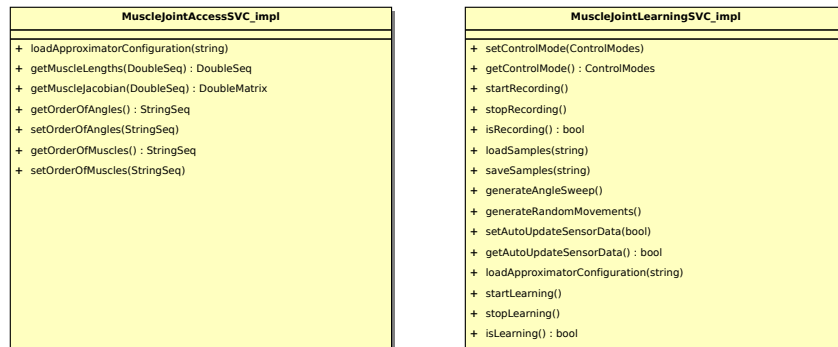 MuscleJointAccessSVC_impl
+ loadApproximatorConfiguration(string)
+ getMuscleLengths(DoubleSeq) : DoubleSeq
+ getMuscleJacobian(DoubleSeq) : DoubleMatrix
+ getOrderOfAngles() : StringSeq
+ setOrderOfAngles(StringSeq)
+ getOrderOfMuscles() : StringSeq
+ setOrderOfMuscles(StringSeq)
MuscleJointLearningSVC_impl
+ setControlMode(ControlModes)
+ getControlMode() : ControlModes
+ startRecording()
+ stopRecording()
+ isRecording() : bool
+ loadSamples(string)
+ saveSamples(string)
+ generateAngleSweep()
+ generateRandomMovements()
+ setAutoUpdateSensorData(bool)
+ getAutoUpdateSensorData() : bool
+ loadApproximatorConfiguration(string)
+ startLearning()
+ stopLearning()
+ isLearning() : bool